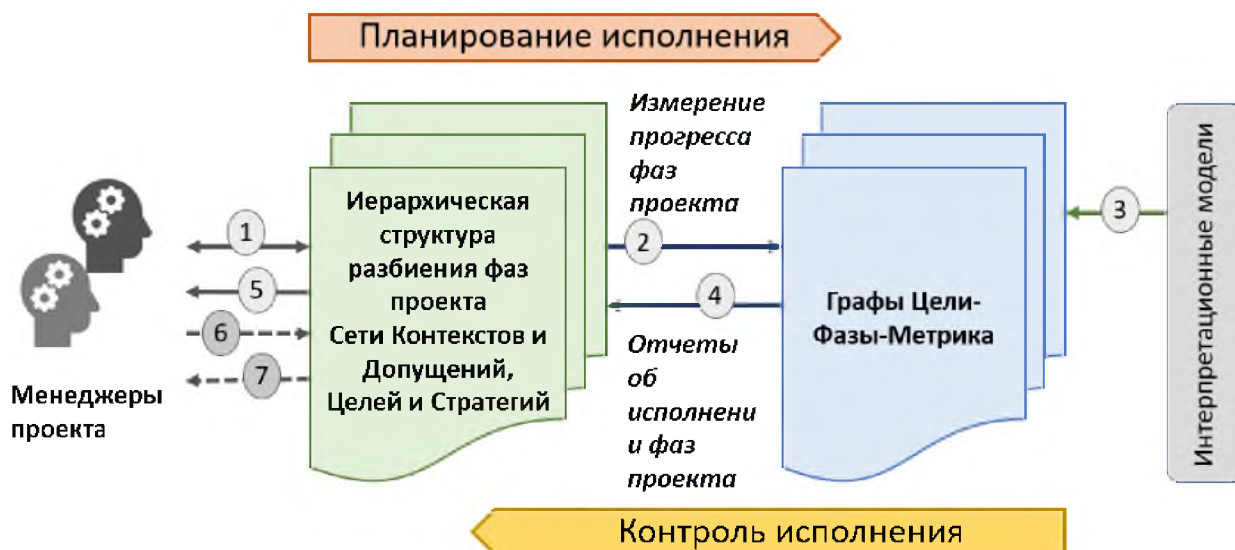 Планирование исполнения
Измерение
прогресса
фаз
проекта
Иерархическая
структура
разбиения фаз
проекта
Сети Контекстов и
Допущений,
Целей и Стратегий
1
2
3
4
5
6
7
Графы Цели-
Фазы-Метрика
Интерпретационные модели
Менеджеры
проекта
Отчеты
об
исполнени
и фаз
проекта
Контроль исполнения